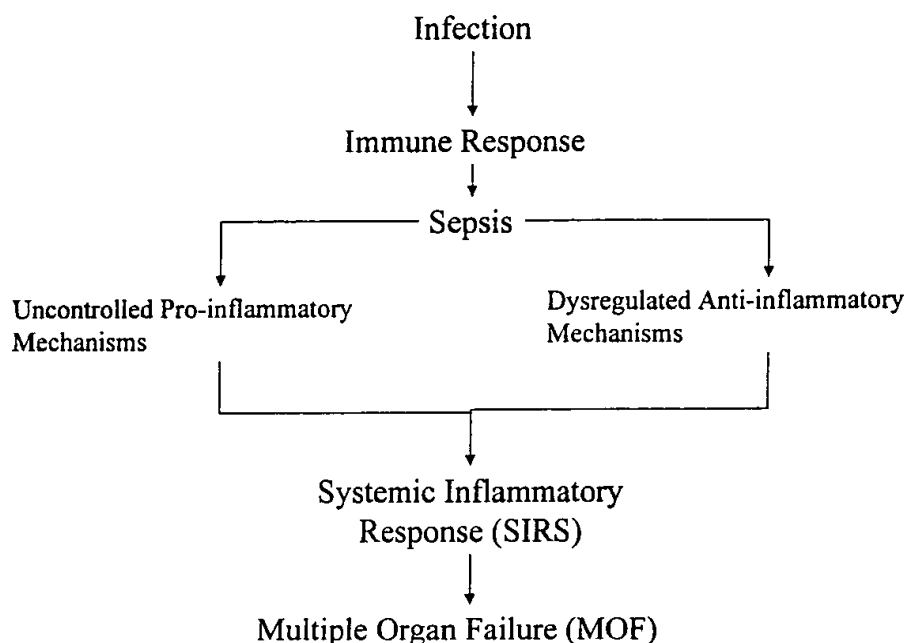 Infection
Immune Response
Sepsis
Uncontrolled Pro-inflammatory
Mechanisms
Dysregulated Anti-inflammatory
Mechanisms
Systemic Inflammatory
Response (SIRS)
Multiple Organ Failure (MOF)